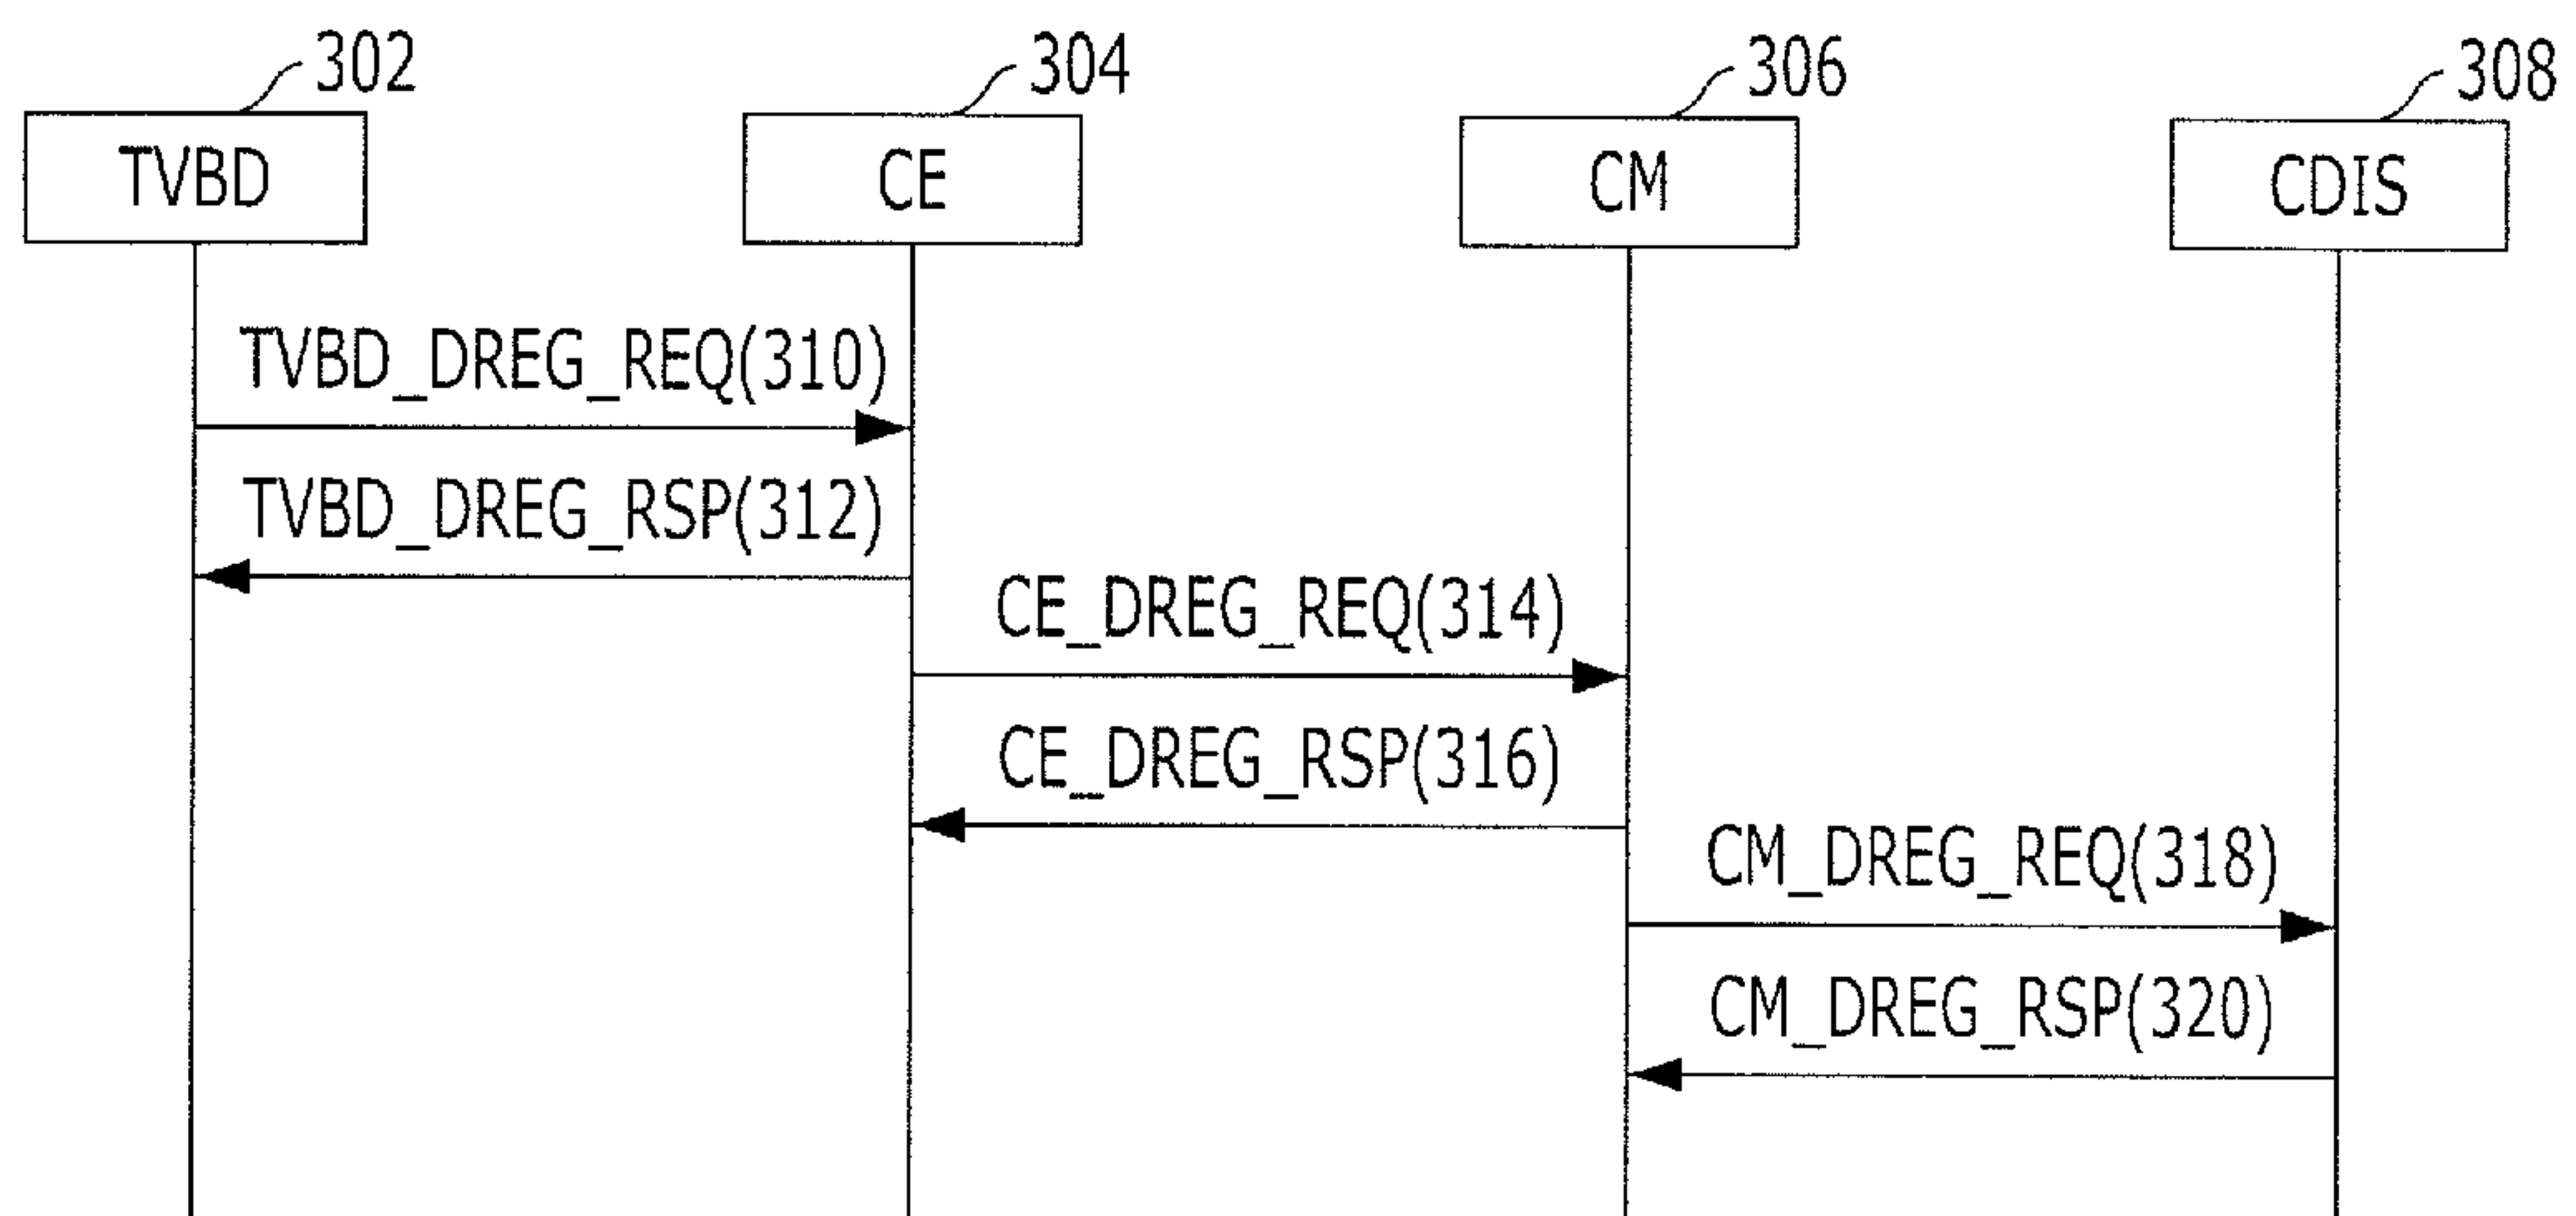 302
304
306
308
TVBD
CE
CM
CDIS
TVBD_DREG_REQ(310)
TVBD_DREG_RSP(312)
CE_DREG_REQ(314)
CE_DREG_RSP(316)
CM_DREG_REQ(318)
CM_DREG_RSP(320)